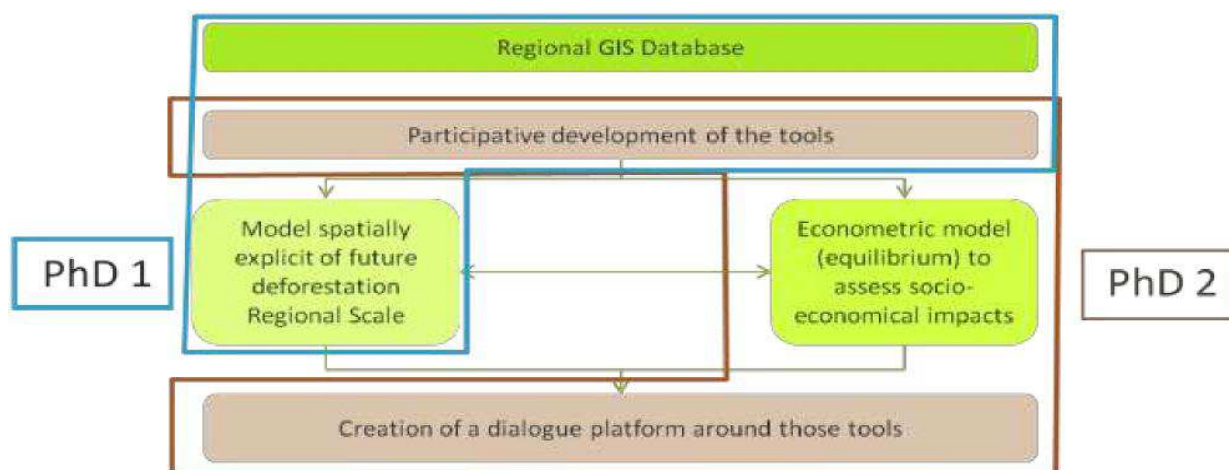 Regional GIS Database
Participative development of the tools
PhD 1
Model spatially
explicit of future
deforestation
Regional Scale
Econometric model
(equilibrium) to
assess socio-
economical impacts
PhD 2
Creation of a dialogue platform around those tools